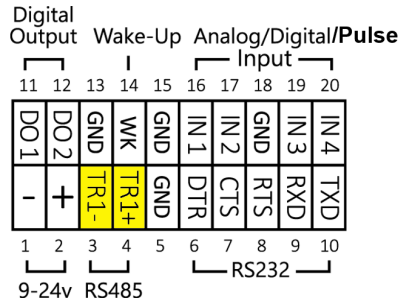 Digital
Output Wake-Up Analog/Digital/Pulse
Input
11 12 13 14 15 16 17 18 19 20
DO1 DO2 GND WK GND IN1 IN2 GND IN3 IN4
- + TR1- TR1+ GND DTR CTS RTS RXD TXD
1 2 3 4 5 6 7 8 9 10
9-24v RS485 RS232